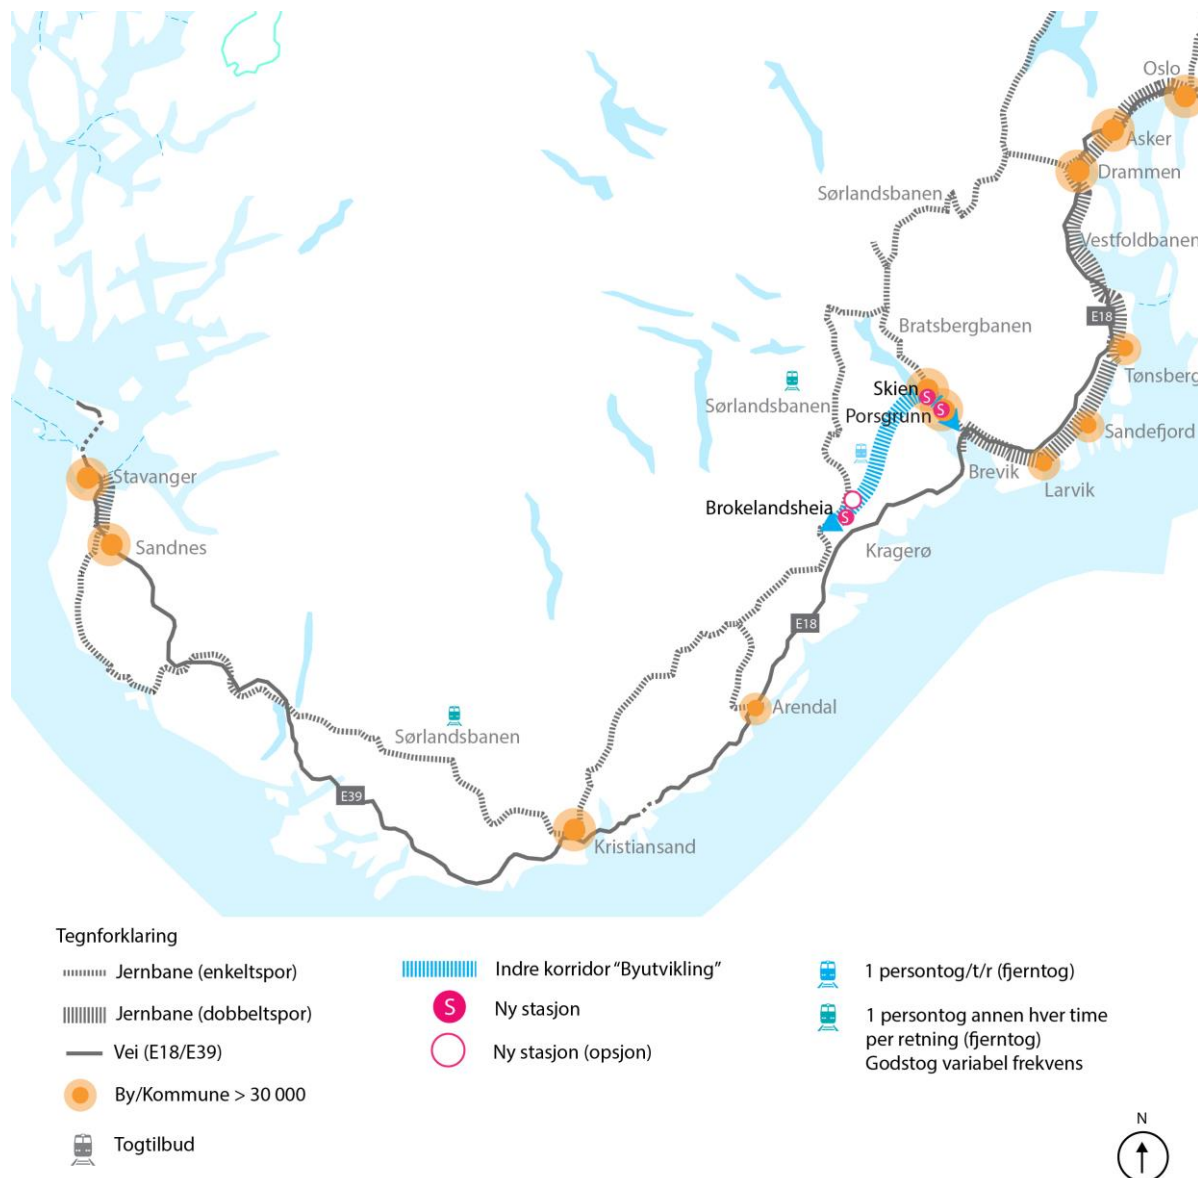 Oslo
Asker
Drammen
Sørlandsbanen
Vestfoldbanen
E18
Bratsbergbanen
Tønsberg
Skien
S
Sørlandsbanen
Porsgrunn
S
Sandefjord
Brevik
Larvik
Stavanger
Brokelandsheia
S
Sandnes
Kragerø
E18
Arendal
Sørlandsbanen
E39
Kristiansand
Tegnforklaring
Jernbane (enkeltspor)
Jernbane (dobbeltspor)
Vei (E18/E39)
By/Kommune > 30 000
Togtilbud
Indre korridor “Byutvikling”
S
Ny stasjon
Ny stasjon (opsjon)
1 persontog/t/r (fjerntog)
1 persontog annen hver time
per retning (fjerntog)
Godstog variabel frekvens
N